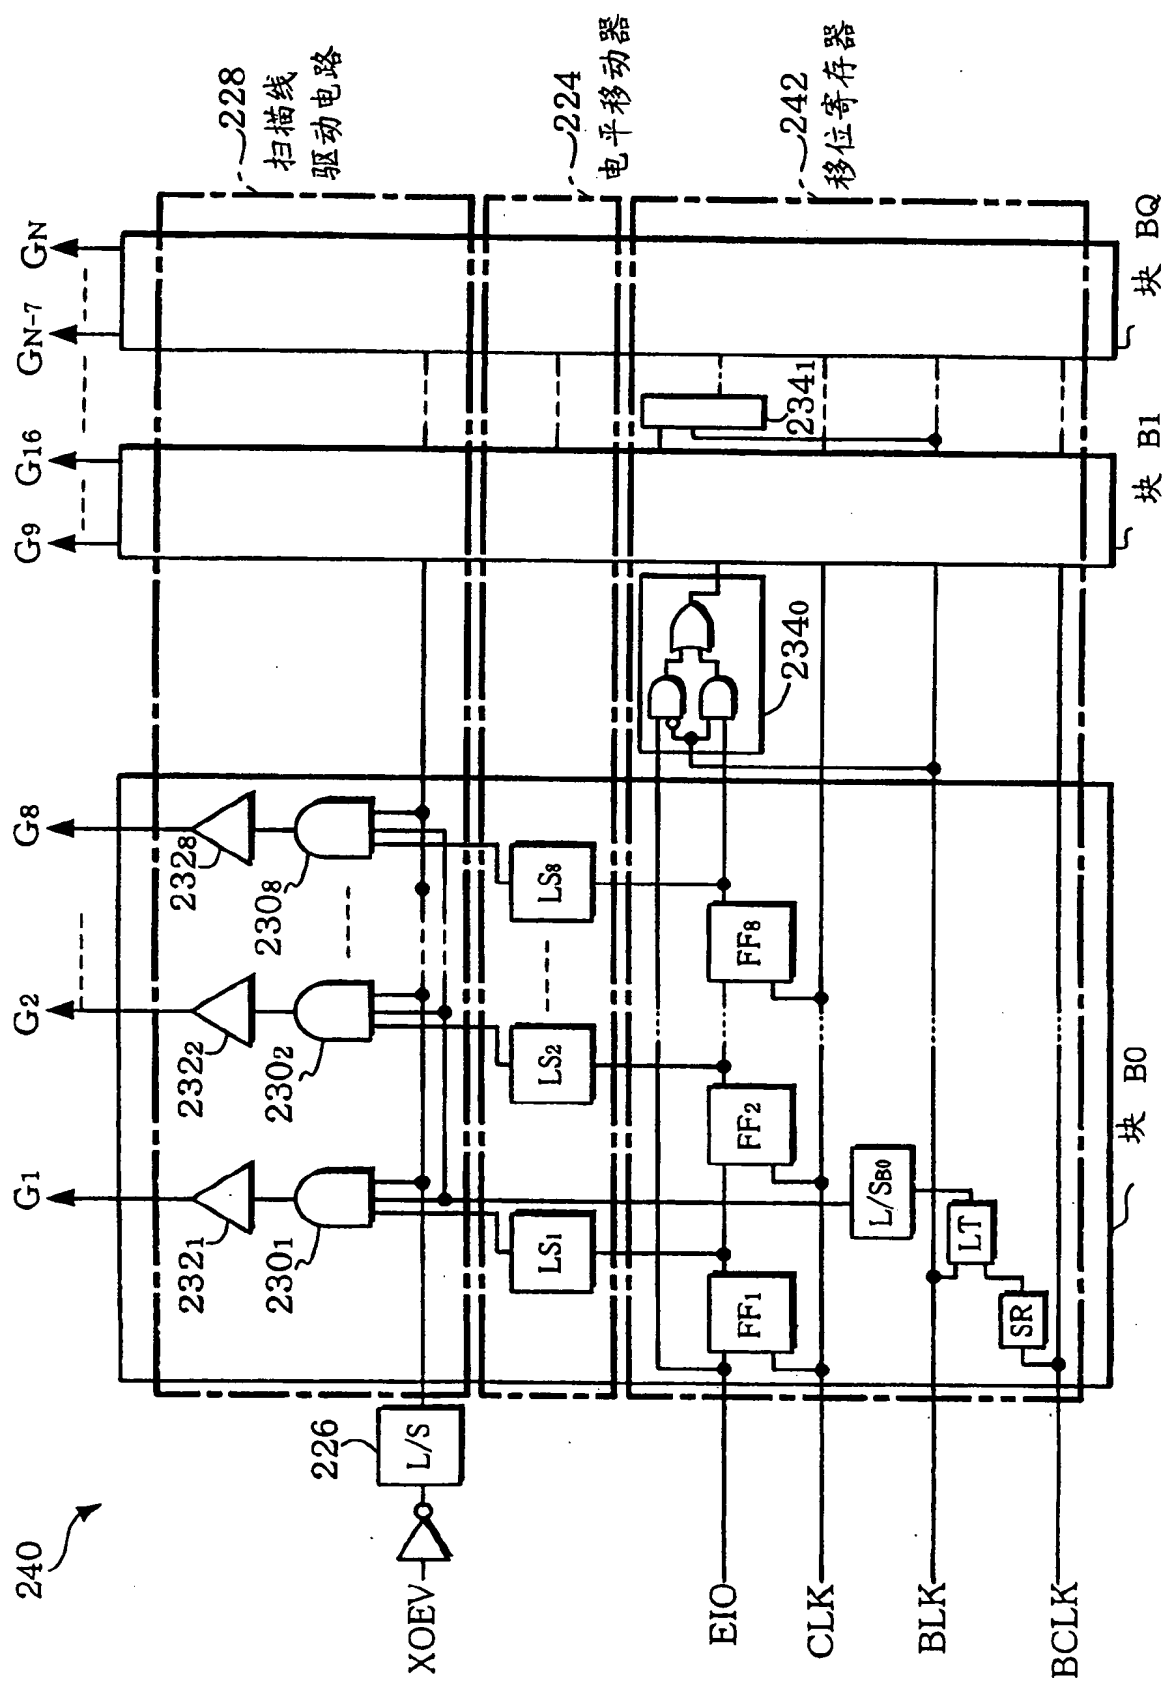 240
XOEV
226
L/S
EIO
CLK
BLK
BCLK
G1
G2
G8
G9
G16
GN-7
GN
2321
2322
2328
2301
2302
2308
228
扫描线
驱动电路
LS1
LS2
LS8
224
电平移动器
FF1
FF2
FF8
2340
2341
242
移位寄存器
L/SB0
LT
SR
块 B0
块 B1
块 BQ